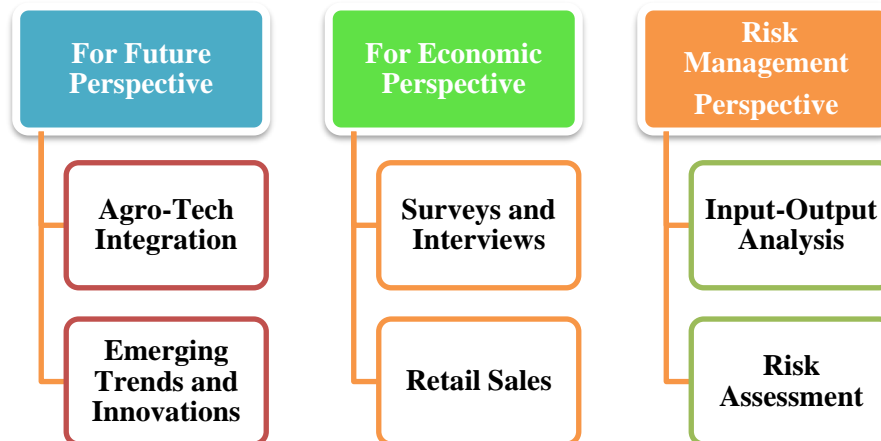 For Future
Perspective
Agro-Tech
Integration
Emerging
Trends and
Innovations
For Economic
Perspective
Surveys and
Interviews
Retail Sales
Risk
Management
Perspective
Input-Output
Analysis
Risk
Assessment